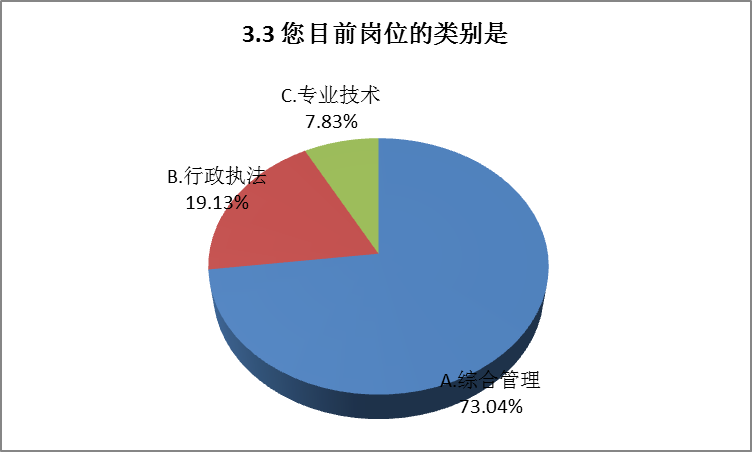 3.3 您目前岗位的类别是
C.专业技术
7.83%
B.行政执法
19.13%
A.综合管理
73.04%